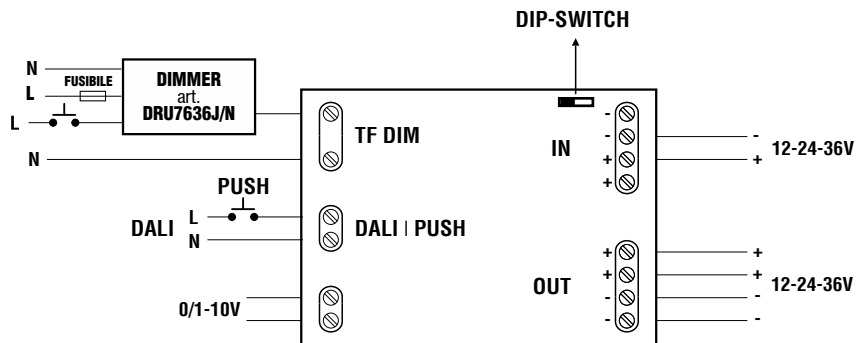 DIP-SWITCH
N
FUSIBILE
L
L
DIMMER
art.
DRU7636J/N
N
TF DIM
IN
-
-
+
+
-
+
12-24-36V
PUSH
DALI
L
N
DALI | PUSH
0/1-10V
OUT
+
+
-
-
+
+
-
-
12-24-36V